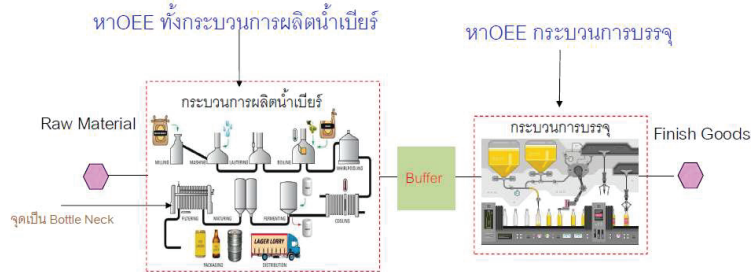 หาOEE ทั้งกระบวนการผลิตน้ำเบียร์
หาOEE กระบวนการบรรจุ
กระบวนการผลิตน้ำเบียร์
กระบวนการบรรจุ
Raw Material
Finish Goods
MILLING
MASHING
LAUTERING
BOILING
WHIRLPOOLING
Buffer
จุดเป็น Bottle Neck
FILTERING
MATURING
FERMENTING
COOLING
LAGER LORRY
PACKAGING
DISTRIBUTION